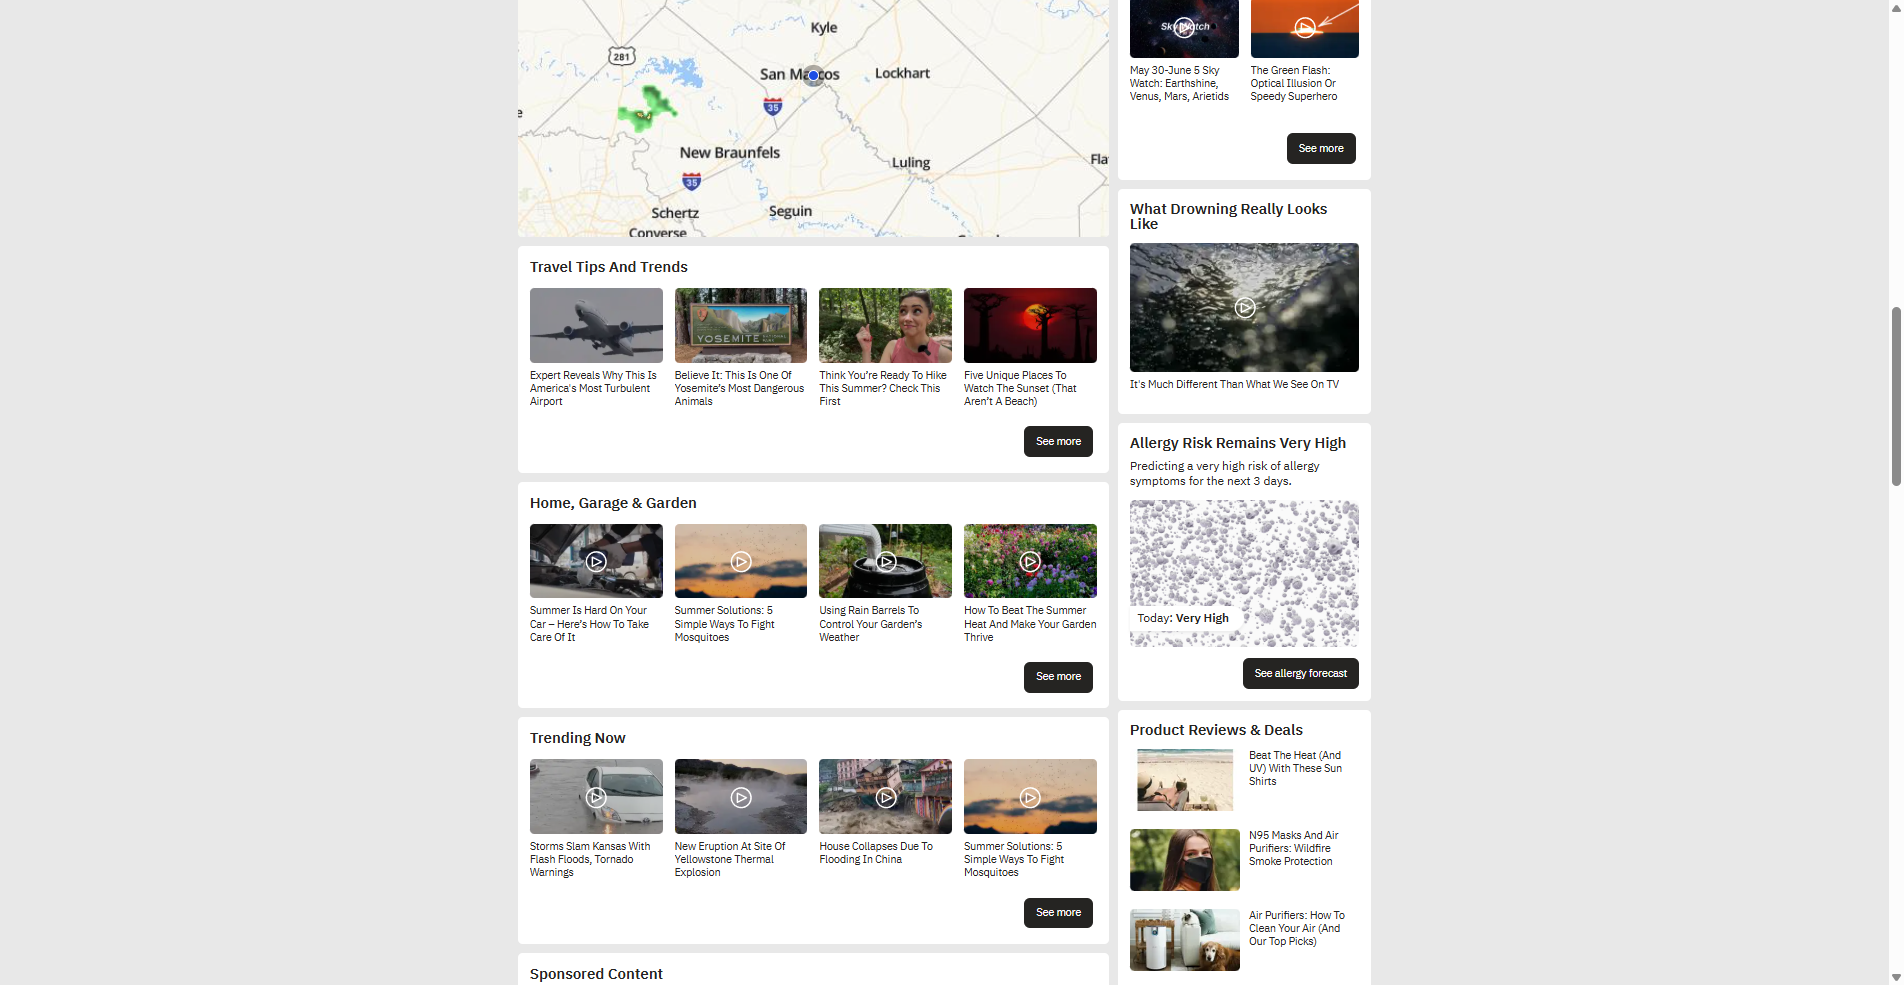 Kyle
281
San Marcos
Lockhart
35
New Braunfels
Luling
35
Schertz
Seguin
Converse
Travel Tips And Trends
YOSEMITE
Expert Reveals Why This Is
America's Most Turbulent
Airport
Believe It: This Is One Of
Yosemite's Most Dangerous
Animals
Think You're Ready To Hike
This Summer? Check This
First
Five Unique Places To
Watch The Sunset (That
Aren't A Beach)
See more
Home, Garage & Garden
Summer Is Hard On Your
Car – Here's How To Take
Care Of It
Summer Solutions: 5
Simple Ways To Fight
Mosquitoes
Using Rain Barrels To
Control Your Garden's
Weather
How To Beat The Summer
Heat And Make Your Garden
Thrive
See more
Trending Now
Storms Slam Kansas With
Flash Floods, Tornado
Warnings
New Eruption At Site Of
Yellowstone Thermal
Explosion
House Collapses Due To
Flooding In China
Summer Solutions: 5
Simple Ways To Fight
Mosquitoes
See more
Sponsored Content
Sky Watch
May 30-June 5 Sky
Watch: Earthshine,
Venus, Mars, Arietids
The Green Flash:
Optical Illusion Or
Speedy Superhero
See more
What Drowning Really Looks
Like
It's Much Different Than What We See On TV
Allergy Risk Remains Very High
Predicting a very high risk of allergy
symptoms for the next 3 days.
Today: Very High
See allergy forecast
Product Reviews & Deals
Beat The Heat (And
UV) With These Sun
Shirts
N95 Masks And Air
Purifiers: Wildfire
Smoke Protection
Air Purifiers: How To
Clean Your Air (And
Our Top Picks)